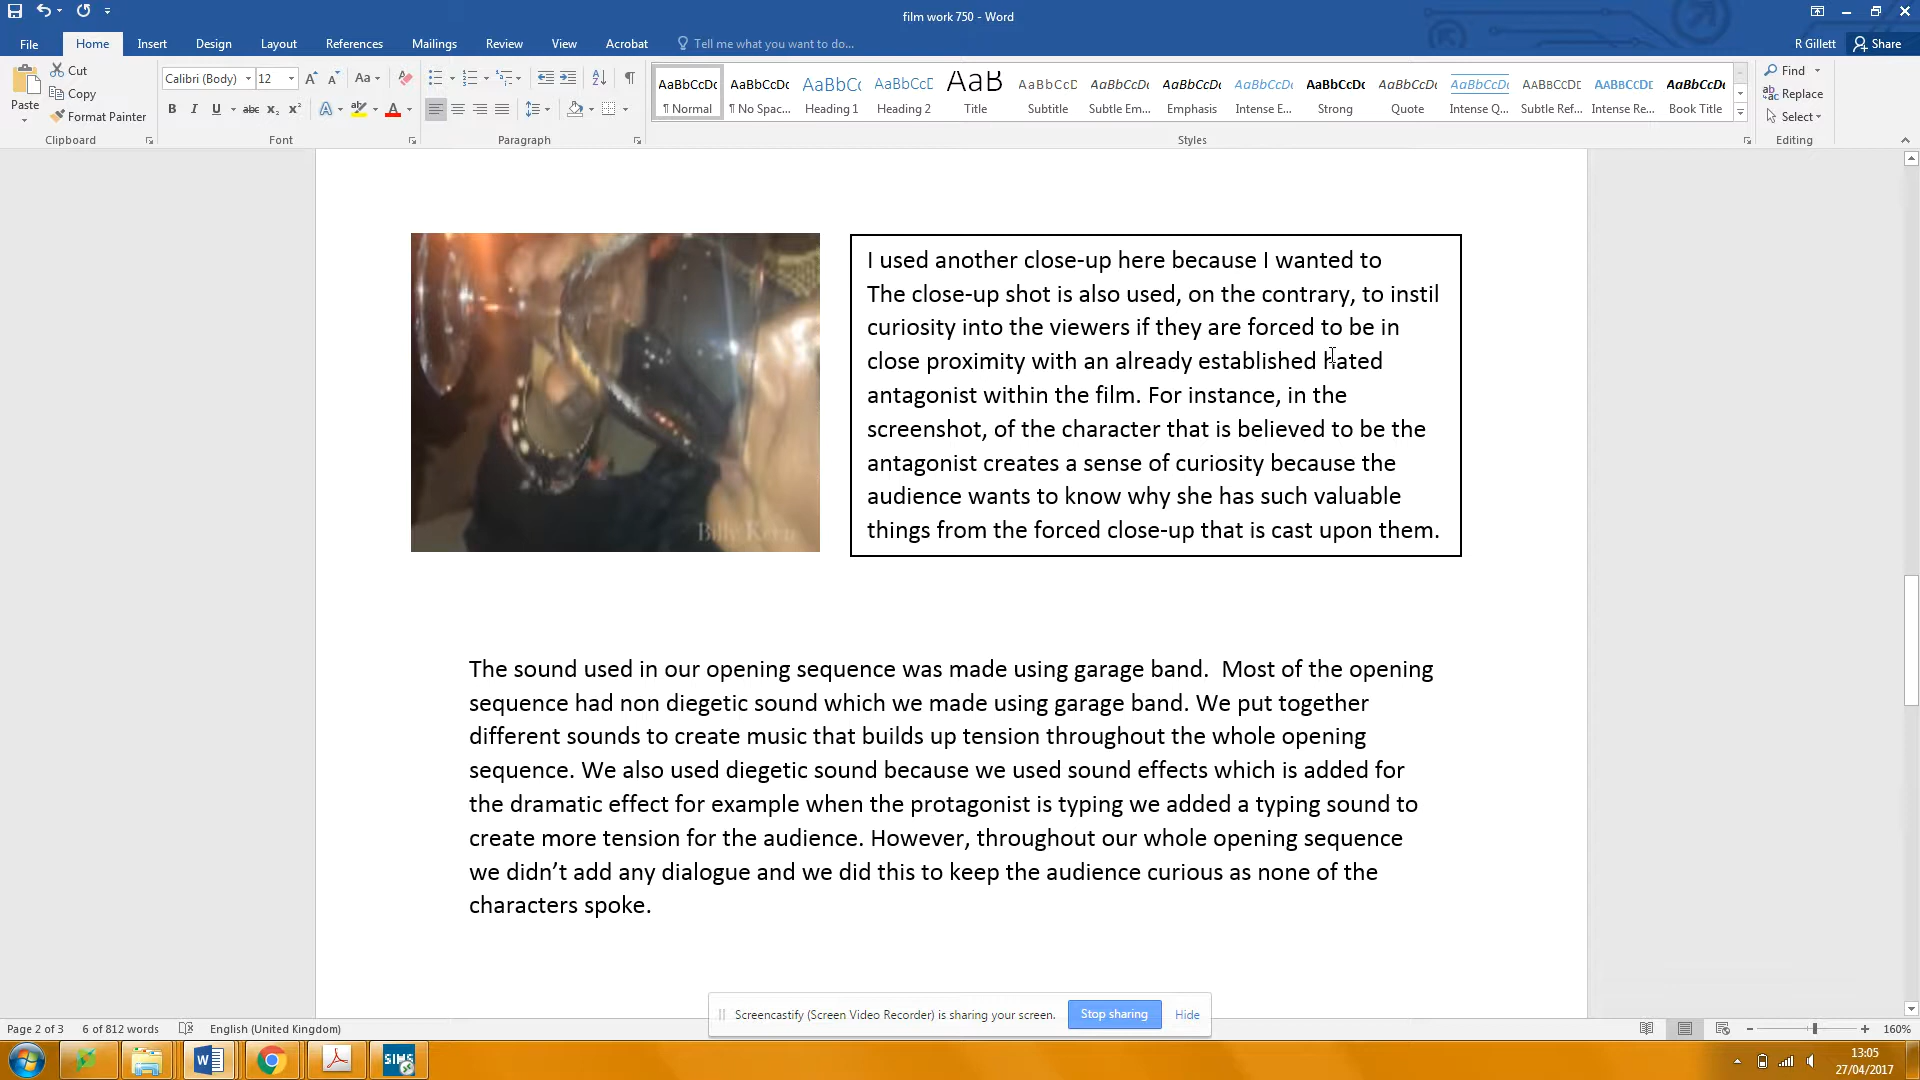 film work 750 - Word
File Home Insert Design Layout References Mailings Review View Acrobat Tell me what you want to do... R Gillett Share
Paste Cut Copy Format Painter
Calibri (Body) 12
AaBbCcDc AaBbCcDc AaBbCc AaBbCcD AaB AaBbCcD AaBbCcDc AaBbCcDc AaBbCcDc AaBbCcDc AaBbCcDc AaBbCcDc AABBCCDD AABBCCDD AaBbCcDc
¶ Normal ¶ No Spac... Heading 1 Heading 2 Title Subtitle Subtle Em... Emphasis Intense E... Strong Quote Intense Q... Subtle Ref... Intense Re... Book Title
Find Replace Select
Clipboard Font Paragraph Styles Editing
I used another close-up here because I wanted to
The close-up shot is also used, on the contrary, to instil
curiosity into the viewers if they are forced to be in
close proximity with an already established hated
antagonist within the film. For instance, in the
screenshot, of the character that is believed to be the
antagonist creates a sense of curiosity because the
audience wants to know why she has such valuable
things from the forced close-up that is cast upon them.
The sound used in our opening sequence was made using garage band.  Most of the opening
sequence had non diegetic sound which we made using garage band. We put together
different sounds to create music that builds up tension throughout the whole opening
sequence. We also used diegetic sound because we used sound effects which is added for
the dramatic effect for example when the protagonist is typing we added a typing sound to
create more tension for the audience. However, throughout our whole opening sequence
we didn’t add any dialogue and we did this to keep the audience curious as none of the
characters spoke.
Screencastify (Screen Video Recorder) is sharing your screen. Stop sharing Hide
Page 2 of 3 6 of 812 words English (United Kingdom) 160%
SIMS
13:05
27/04/2017